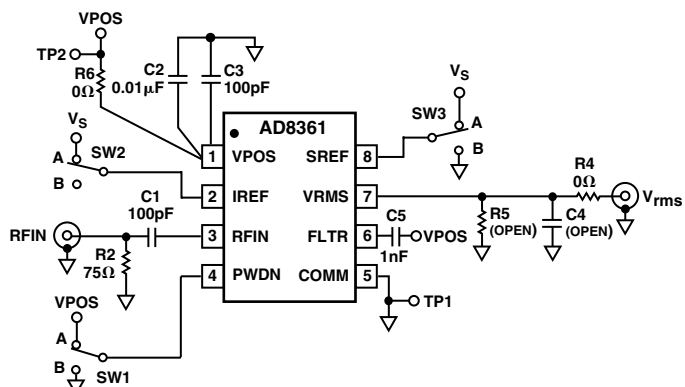 VPOS
TP2
R6
0Ω
C2
0.01µF
C3
100pF
VS
A
B
SW2
AD8361
1 VPOS
2 IREF
3 RFIN
4 PWDN
SREF 8
VRMS 7
FLTR 6
COMM 5
VS
SW3
A
B
R4
0Ω
Vrms
C1
100pF
RFIN
R2
75Ω
C5
1nF
VPOS
R5
(OPEN)
C4
(OPEN)
TP1
VPOS
A
B
SW1